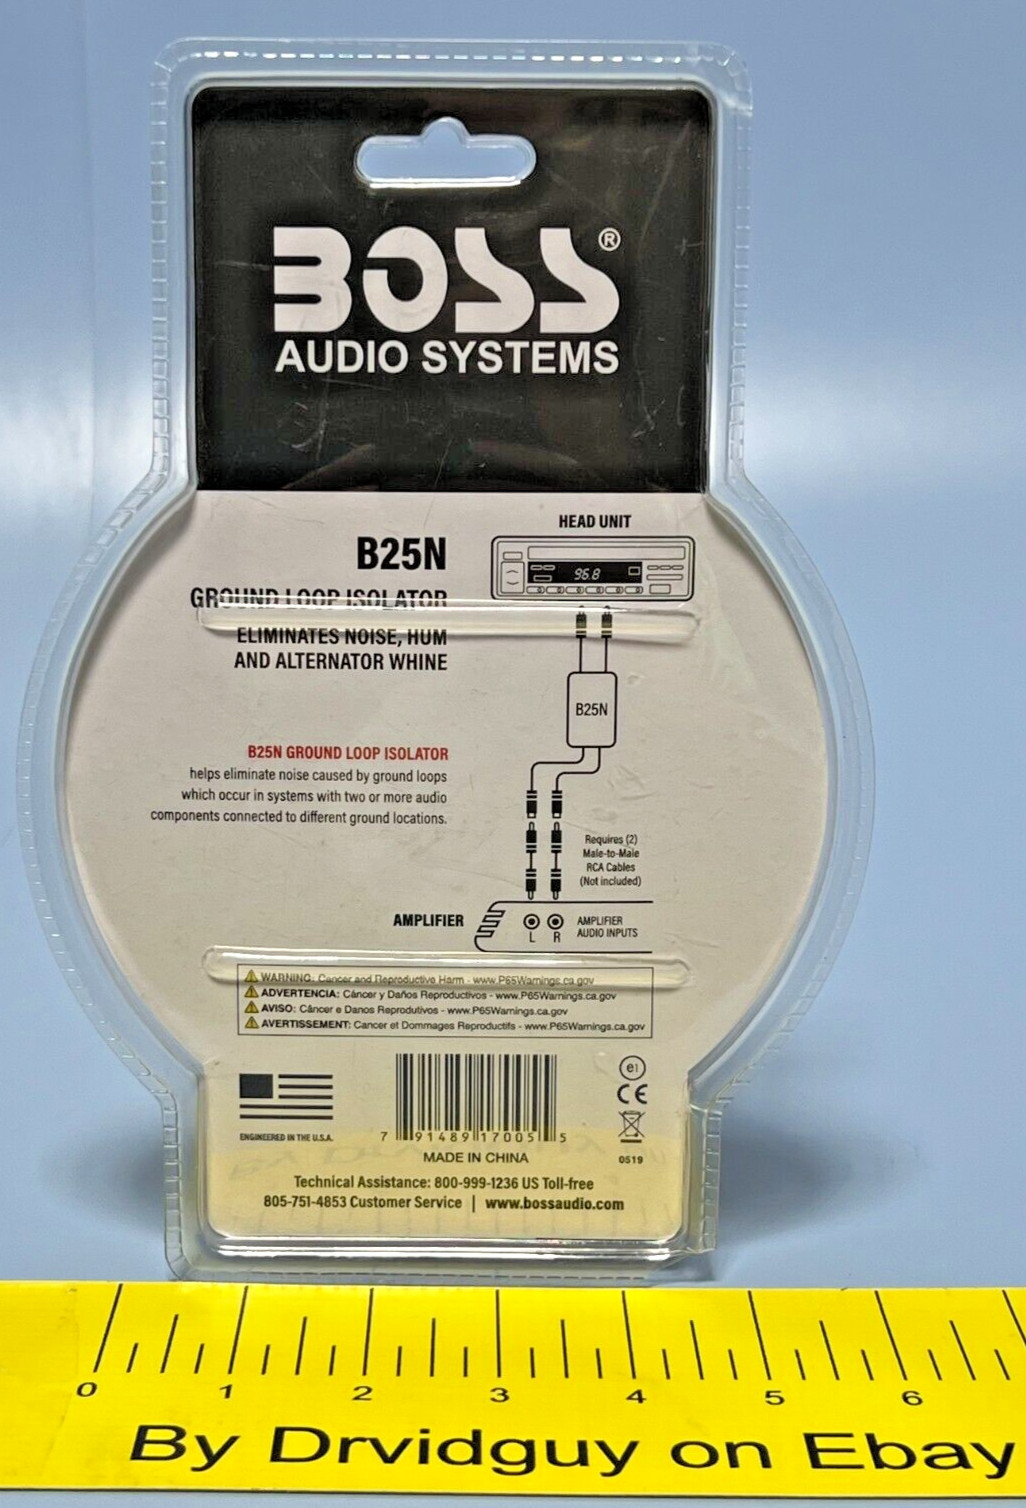 BOSS®
AUDIO SYSTEMS
B25N
GROUND LOOP ISOLATOR
ELIMINATES NOISE, HUM
AND ALTERNATOR WHINE
B25N GROUND LOOP ISOLATOR
helps eliminate noise caused by ground loops
which occur in systems with two or more audio
components connected to different ground locations.
HEAD UNIT
96.8
B25N
Requires (2)
Male-to-Male
RCA Cables
(Not included)
AMPLIFIER
L R
AMPLIFIER
AUDIO INPUTS
WARNING: Cancer and Reproductive Harm - www.P65Warnings.ca.gov
ADVERTENCIA: Cáncer y Daños Reproductivos - www.P65Warnings.ca.gov
AVISO: Câncer e Danos Reprodutivos - www.P65Warnings.ca.gov
AVERTISSEMENT: Cancer et Dommages Reproductifs - www.P65Warnings.ca.gov
ENGINEERED IN THE U.S.A.
7 91489 17005 5
e1
CE
0519
MADE IN CHINA
Technical Assistance: 800-999-1236 US Toll-free
805-751-4853 Customer Service | www.bossaudio.com
0 1 2 3 4 5 6
By Drvidguy on Ebay